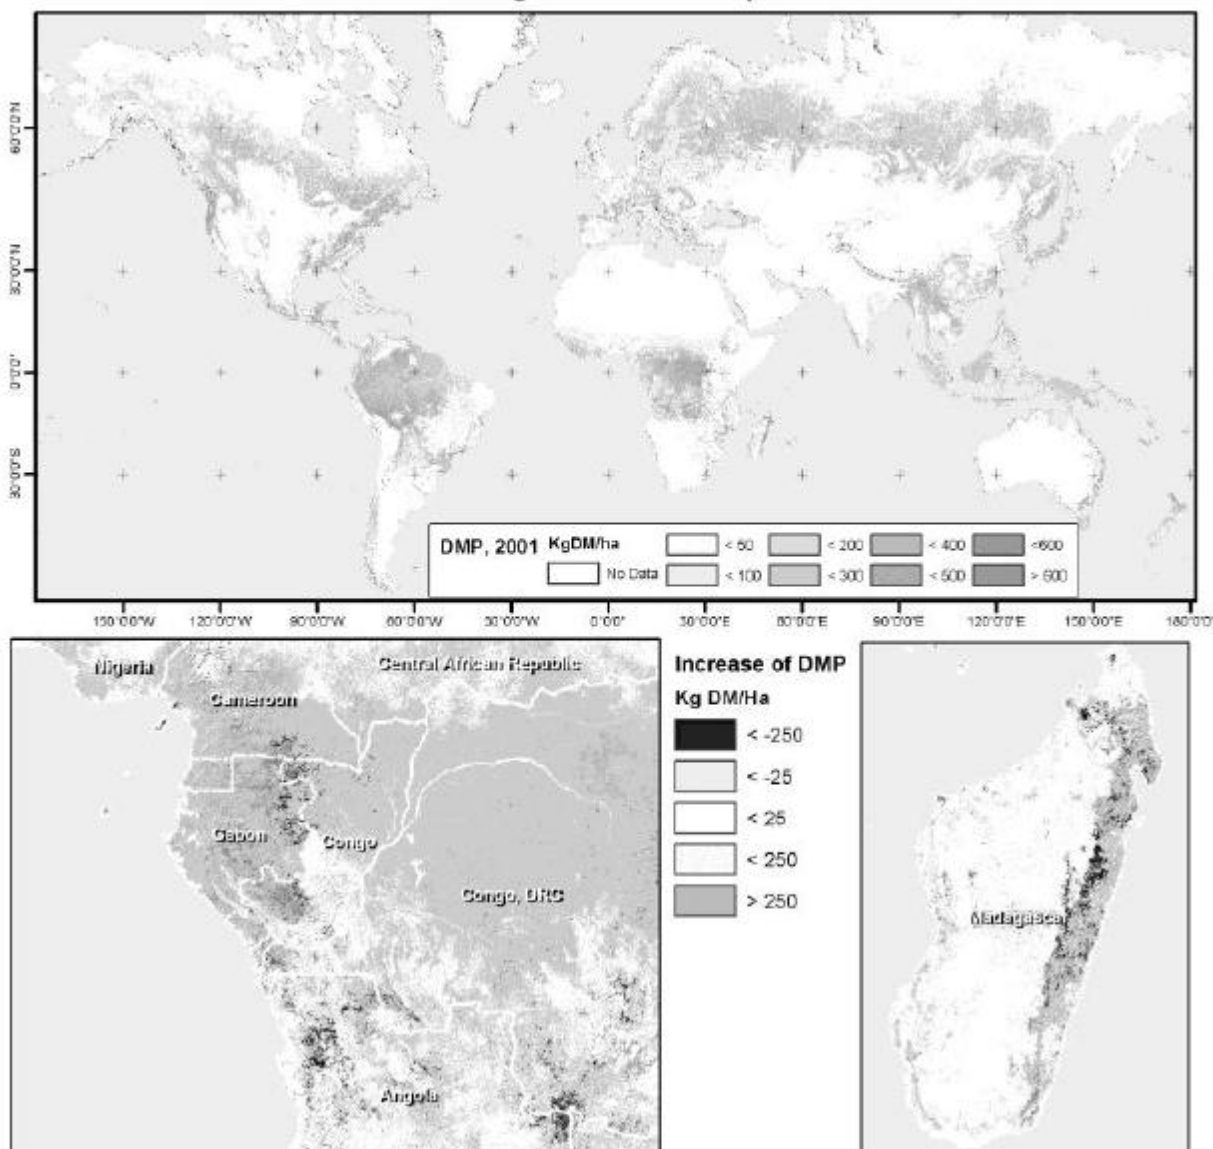 60°0'0"N
30°0'0"N
0°0'0"
30°0'0"S
DMP, 2001 KgDM/ha
< 50 < 200 < 400 <600
No Data < 100 < 300 < 500 > 600
150°0'0"W 120°0'0"W 90°0'0"W 60°0'0"W 30°0'0"W 0°0'0" 30°0'0"E 60°0'0"E 90°0'0"E 120°0'0"E 150°0'0"E 180°0'0
Nigeria
Central African Republic
Cameroon
Gabon
Congo
Congo, DRC
Angola
Increase of DMP
Kg DM/Ha
< -250
< -25
< 25
< 250
> 250
Madagasca